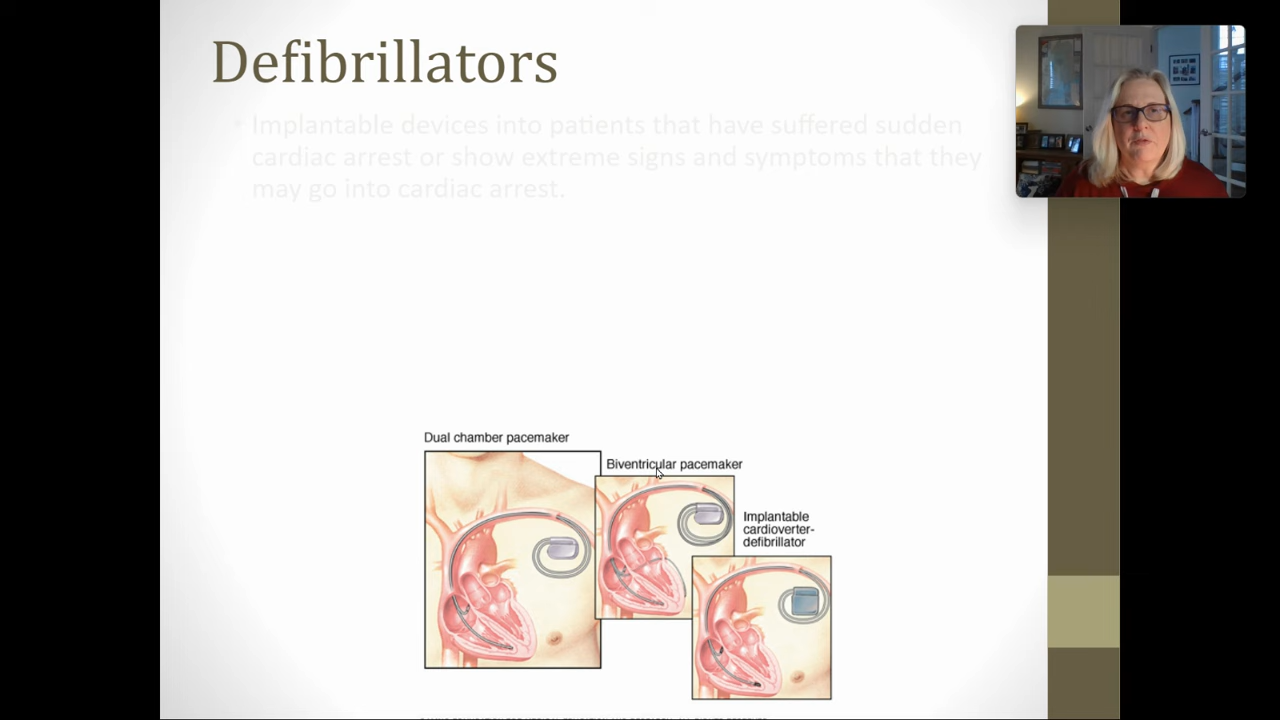 Defibrillators
• Implantable devices into patients that have suffered sudden
cardiac arrest or show extreme signs and symptoms that they
may go into cardiac arrest.
Dual chamber pacemaker
Biventricular pacemaker
Implantable
cardioverter-
defibrillator